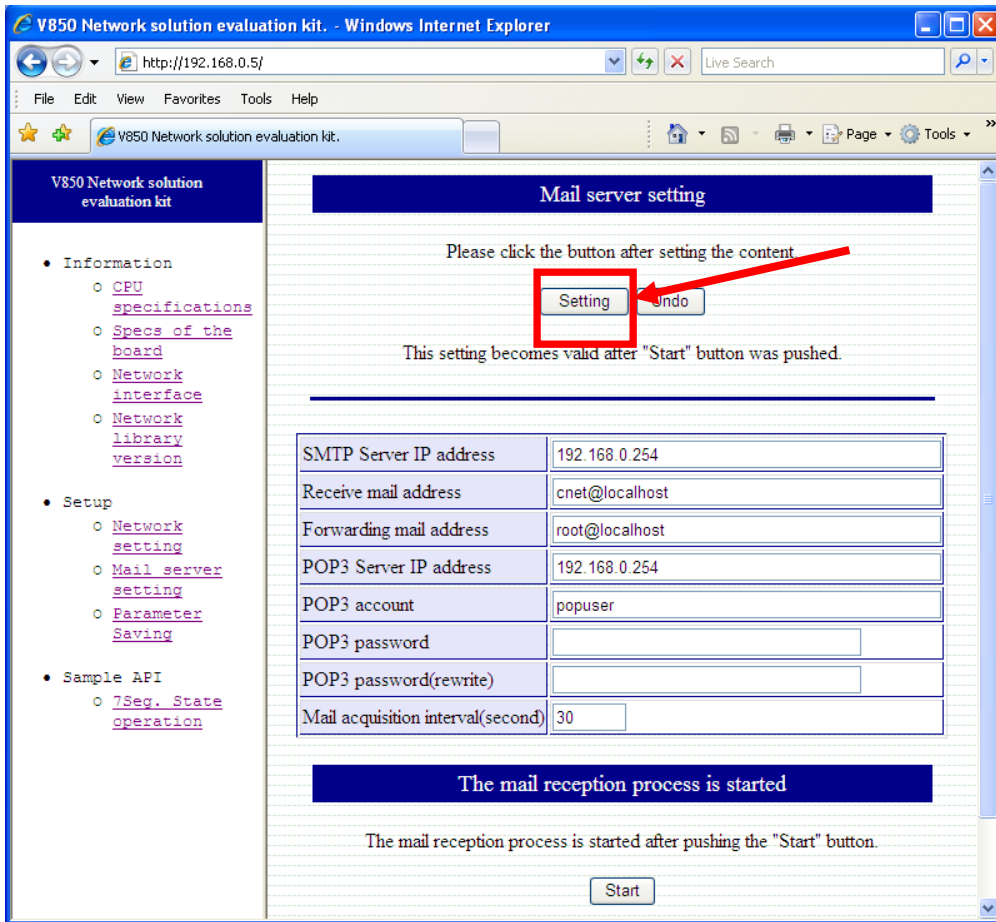 V850 Network solution evaluation kit. - Windows Internet Explorer
http://192.168.0.5/
Live Search
File Edit View Favorites Tools Help
V850 Network solution evaluation kit.
Page Tools »
V850 Network solution
evaluation kit
• Information
o CPU
specifications
o Specs of the
board
o Network
interface
o Network
library
version
• Setup
o Network
setting
o Mail server
setting
o Parameter
Saving
• Sample API
o 7Seg. State
operation
Mail server setting
Please click the button after setting the content.
Setting Undo
This setting becomes valid after "Start" button was pushed.
SMTP Server IP address 192.168.0.254
Receive mail address cnet@localhost
Forwarding mail address root@localhost
POP3 Server IP address 192.168.0.254
POP3 account popuser
POP3 password
POP3 password(rewrite)
Mail acquisition interval(second) 30
The mail reception process is started
The mail reception process is started after pushing the "Start" button.
Start